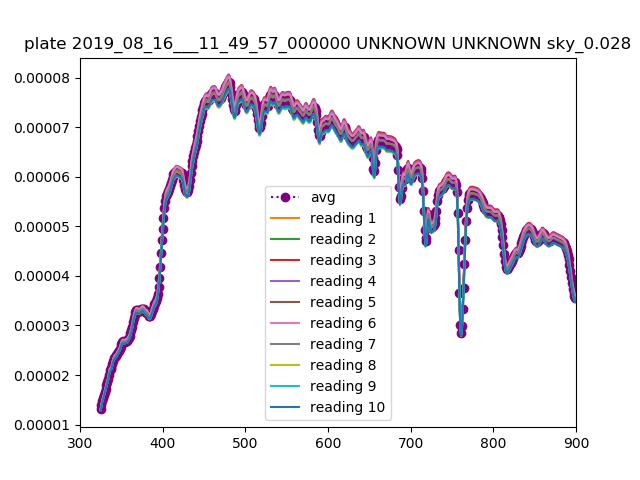 plate 2019_08_16___11_49_57_000000 UNKNOWN UNKNOWN sky_0.028
0.00008
0.00007
0.00006
0.00005
0.00004
0.00003
0.00002
0.00001
avg
reading 1
reading 2
reading 3
reading 4
reading 5
reading 6
reading 7
reading 8
reading 9
reading 10
300 400 500 600 700 800 900